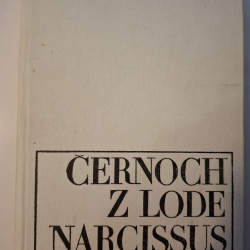 ČERNOCH
Z LODE
NARCISSUS